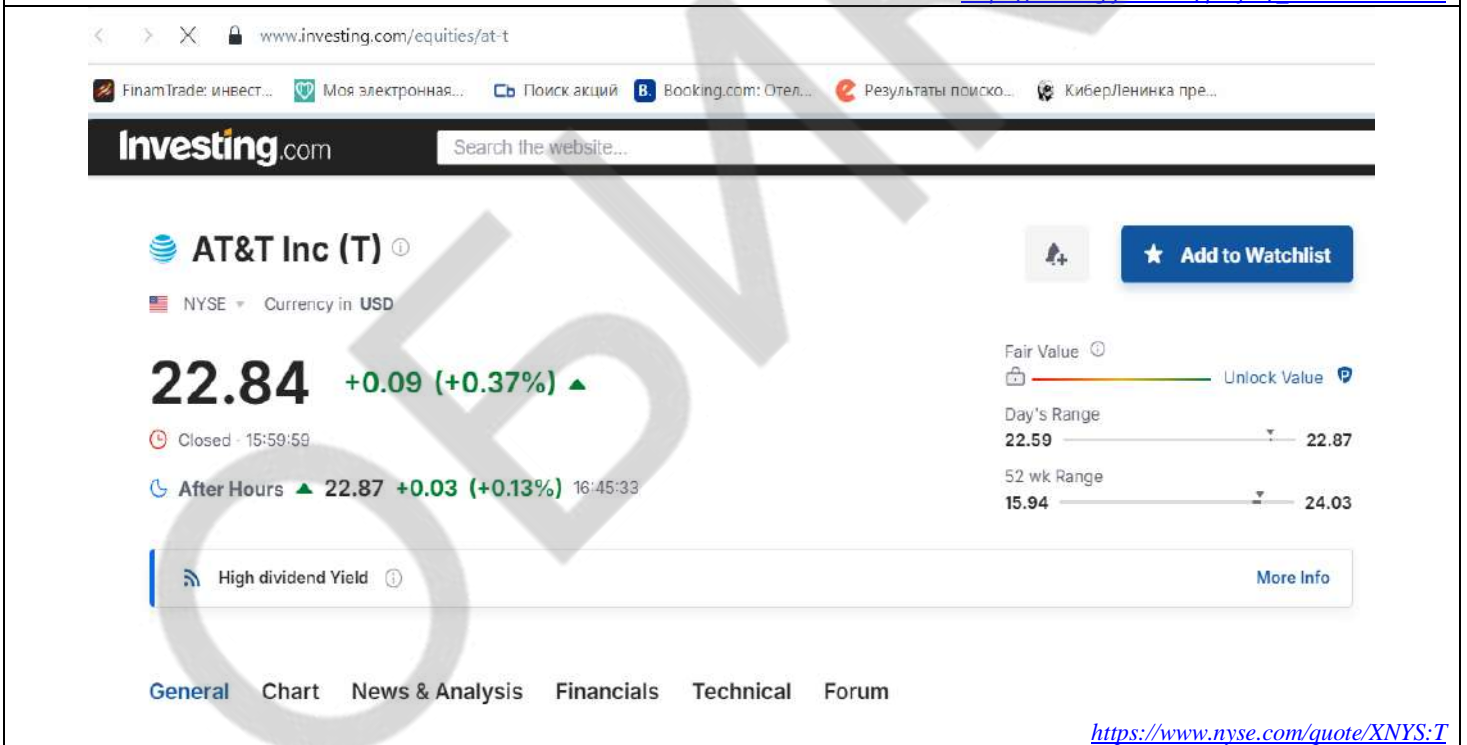 www.investing.com/equities/at-t
FinamTrade: инвест... Моя электронная... Поиск акций B. Booking.com: Отел... Результаты поиско... КиберЛенинка пре...
Investing.com Search the website...
AT&T Inc (T)
Add to Watchlist
NYSE Currency in USD
22.84 +0.09 (+0.37%)
Fair Value
Unlock Value
Day's Range
22.59 22.87
Closed · 15:59:59
52 wk Range
15.94 24.03
After Hours 22.87 +0.03 (+0.13%) 16:45:33
High dividend Yield More Info
General Chart News & Analysis Financials Technical Forum
https://www.nyse.com/quote/XNYS:T